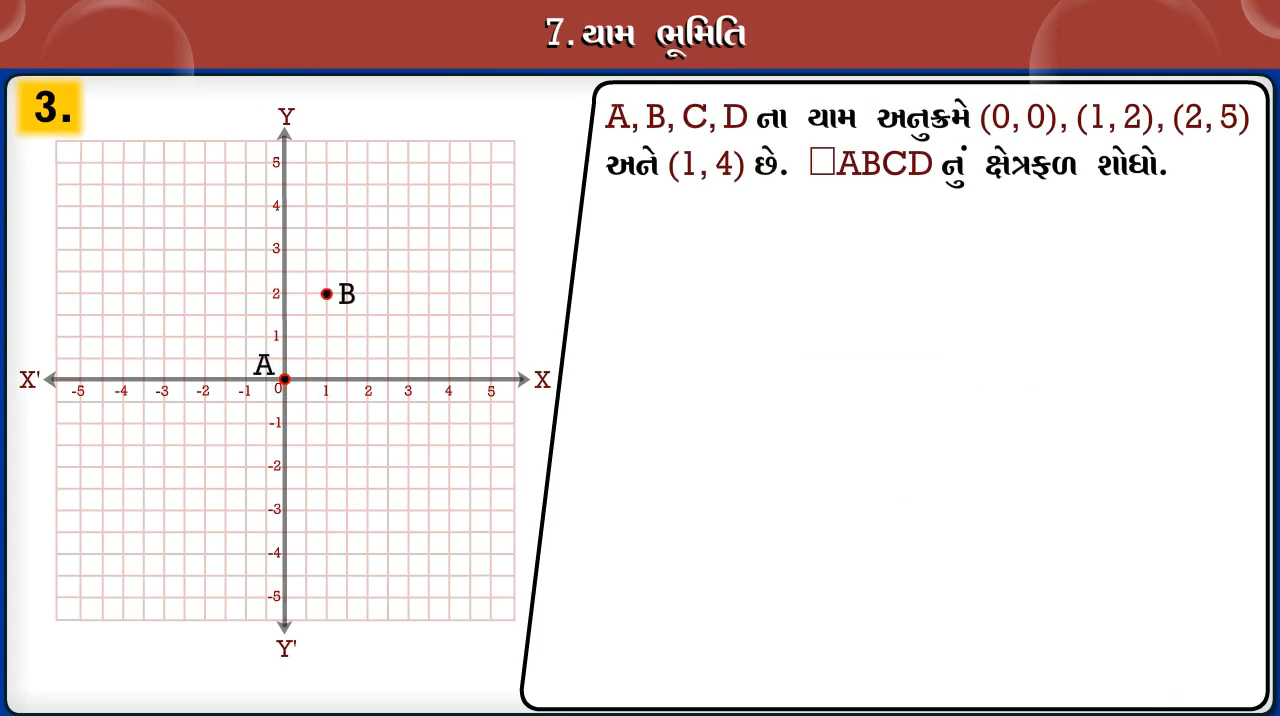 7. યામ ભૂમિતિ
3.
A, B, C, D ના યામ અનુક્રમે (0, 0), (1, 2), (2, 5)
અને (1, 4) છે. □ABCD નું ક્ષેત્રફળ શોધો.
Y
5
4
3
2
B
1
A
X'
-5 -4 -3 -2 -1 0 1 2 3 4 5
X
-1
-2
-3
-4
-5
Y'